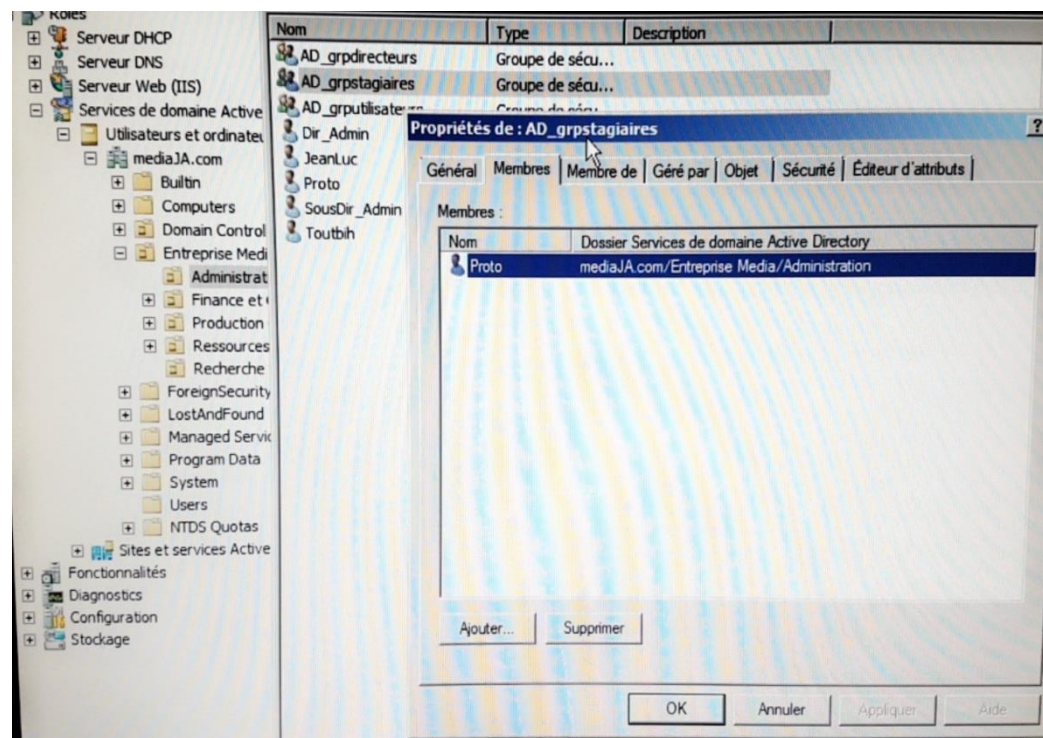 Rôles
Serveur DHCP
Serveur DNS
Serveur Web (IIS)
Services de domaine Active
Utilisateurs et ordinateu
mediaJA.com
Builtin
Computers
Domain Control
Entreprise Medi
Administrat
Finance et
Production
Ressources
Recherche
ForeignSecurity
LostAndFound
Managed Servic
Program Data
System
Users
NTDS Quotas
Sites et services Active
Fonctionnalités
Diagnostics
Configuration
Stockage
Nom Type Description
AD_grpdirecteurs Groupe de sécu...
AD_grpstagiaires Groupe de sécu...
AD_grputilisateurs Groupe de sécu...
Dir_Admin
JeanLuc
Proto
SousDir_Admin
Toutbih
Propriétés de : AD_grpstagiaires ?
Général Membres Membre de Géré par Objet Sécurité Éditeur d'attributs
Membres :
Nom Dossier Services de domaine Active Directory
Proto mediaJA.com/Entreprise Media/Administration
Ajouter... Supprimer
OK Annuler Appliquer Aide